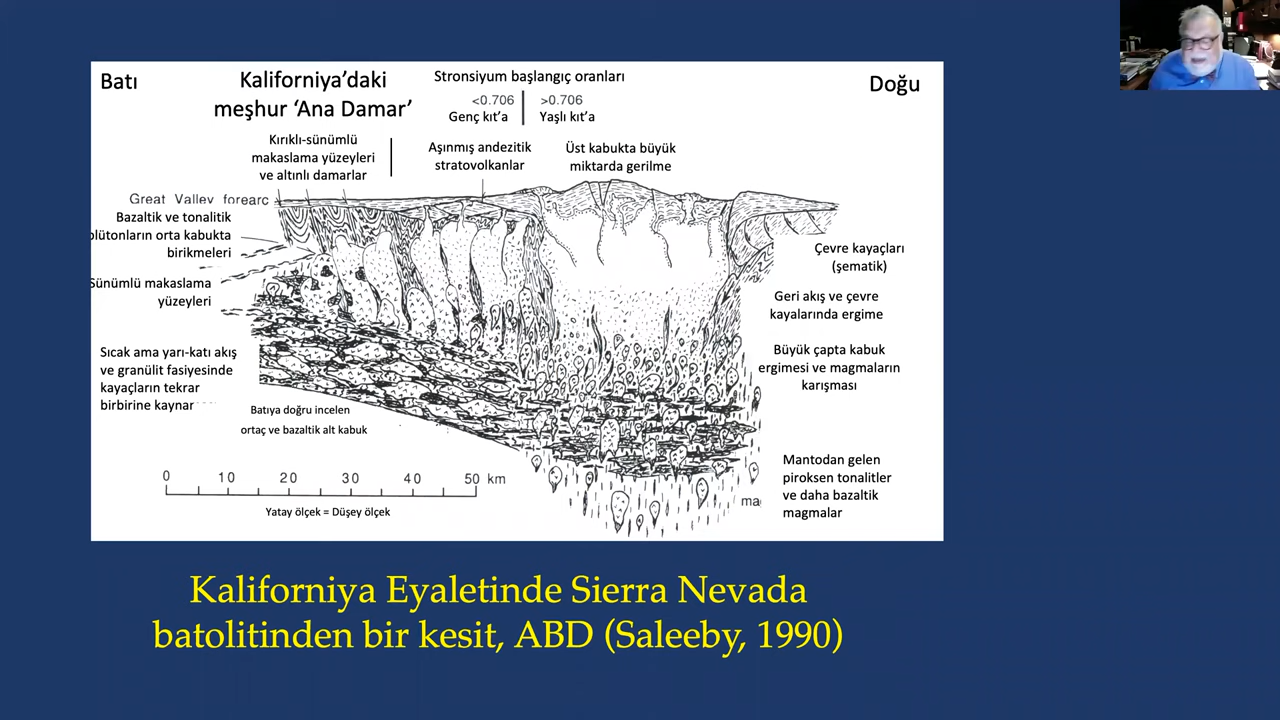 Batı
Kaliforniya’daki
meşhur ‘Ana Damar’
Stronsiyum başlangıç oranları
<0.706 >0.706
Genç kıt’a Yaşlı kıt’a
Doğu
Kırıklı-sünümlü
makaslama yüzeyleri
ve altınlı damarlar
Aşınmış andezitik
stratovolkanlar
Üst kabukta büyük
miktarda gerilme
Great Valley forearc
Bazaltik ve tonalitik
plütonların orta kabukta
birikmeleri
Sünümlü makaslama
yüzeyleri
Sıcak ama yarı-katı akış
ve granülit fasiyesinde
kayaçların tekrar
birbirine kaynar
Batıya doğru incelen
ortaç ve bazaltik alt kabuk
Çevre kayaçları
(şematik)
Geri akış ve çevre
kayalarında ergime
Büyük çapta kabuk
ergimesi ve magmaların
karışması
Mantodan gelen
piroksen tonalitler
ve daha bazaltik
magmalar
ma
0 10 20 30 40 50 km
Yatay ölçek = Düşey ölçek
Kaliforniya Eyaletinde Sierra Nevada
batolitinden bir kesit, ABD (Saleeby, 1990)